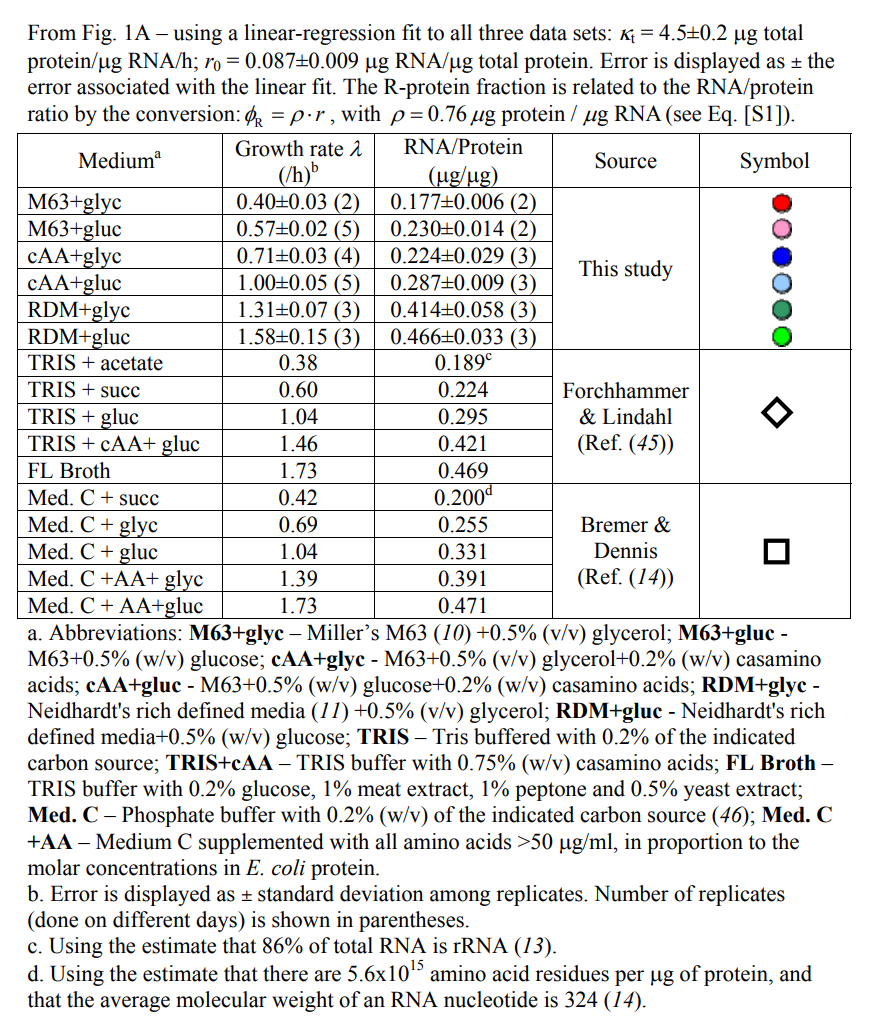 From Fig. 1A – using a linear-regression fit to all three data sets: κt = 4.5±0.2 μg total
protein/μg RNA/h; r0 = 0.087±0.009 μg RNA/μg total protein. Error is displayed as ± the
error associated with the linear fit. The R-protein fraction is related to the RNA/protein
ratio by the conversion: ϕR = ρ·r , with ρ = 0.76 μg protein / μg RNA (see Eq. [S1]).
Mediumᵃ Growth rate λ (/h)ᵇ RNA/Protein (μg/μg) Source Symbol
M63+glyc 0.40±0.03 (2) 0.177±0.006 (2)
M63+gluc 0.57±0.02 (5) 0.230±0.014 (2)
cAA+glyc 0.71±0.03 (4) 0.224±0.029 (3)
cAA+gluc 1.00±0.05 (5) 0.287±0.009 (3)
RDM+glyc 1.31±0.07 (3) 0.414±0.058 (3)
RDM+gluc 1.58±0.15 (3) 0.466±0.033 (3)
This study
TRIS + acetate 0.38 0.189ᶜ
TRIS + succ 0.60 0.224
TRIS + gluc 1.04 0.295
TRIS + cAA+ gluc 1.46 0.421
FL Broth 1.73 0.469
Forchhammer
& Lindahl
(Ref. (45))
Med. C + succ 0.42 0.200ᵈ
Med. C + glyc 0.69 0.255
Med. C + gluc 1.04 0.331
Med. C +AA+ glyc 1.39 0.391
Med. C + AA+gluc 1.73 0.471
Bremer &
Dennis
(Ref. (14))
a. Abbreviations: M63+glyc – Miller's M63 (10) +0.5% (v/v) glycerol; M63+gluc -
M63+0.5% (w/v) glucose; cAA+glyc - M63+0.5% (v/v) glycerol+0.2% (w/v) casamino
acids; cAA+gluc - M63+0.5% (w/v) glucose+0.2% (w/v) casamino acids; RDM+glyc -
Neidhardt's rich defined media (11) +0.5% (v/v) glycerol; RDM+gluc - Neidhardt's rich
defined media+0.5% (w/v) glucose; TRIS – Tris buffered with 0.2% of the indicated
carbon source; TRIS+cAA – TRIS buffer with 0.75% (w/v) casamino acids; FL Broth –
TRIS buffer with 0.2% glucose, 1% meat extract, 1% peptone and 0.5% yeast extract;
Med. C – Phosphate buffer with 0.2% (w/v) of the indicated carbon source (46); Med. C
+AA – Medium C supplemented with all amino acids >50 μg/ml, in proportion to the
molar concentrations in E. coli protein.
b. Error is displayed as ± standard deviation among replicates. Number of replicates
(done on different days) is shown in parentheses.
c. Using the estimate that 86% of total RNA is rRNA (13).
d. Using the estimate that there are 5.6x10¹⁵ amino acid residues per μg of protein, and
that the average molecular weight of an RNA nucleotide is 324 (14).